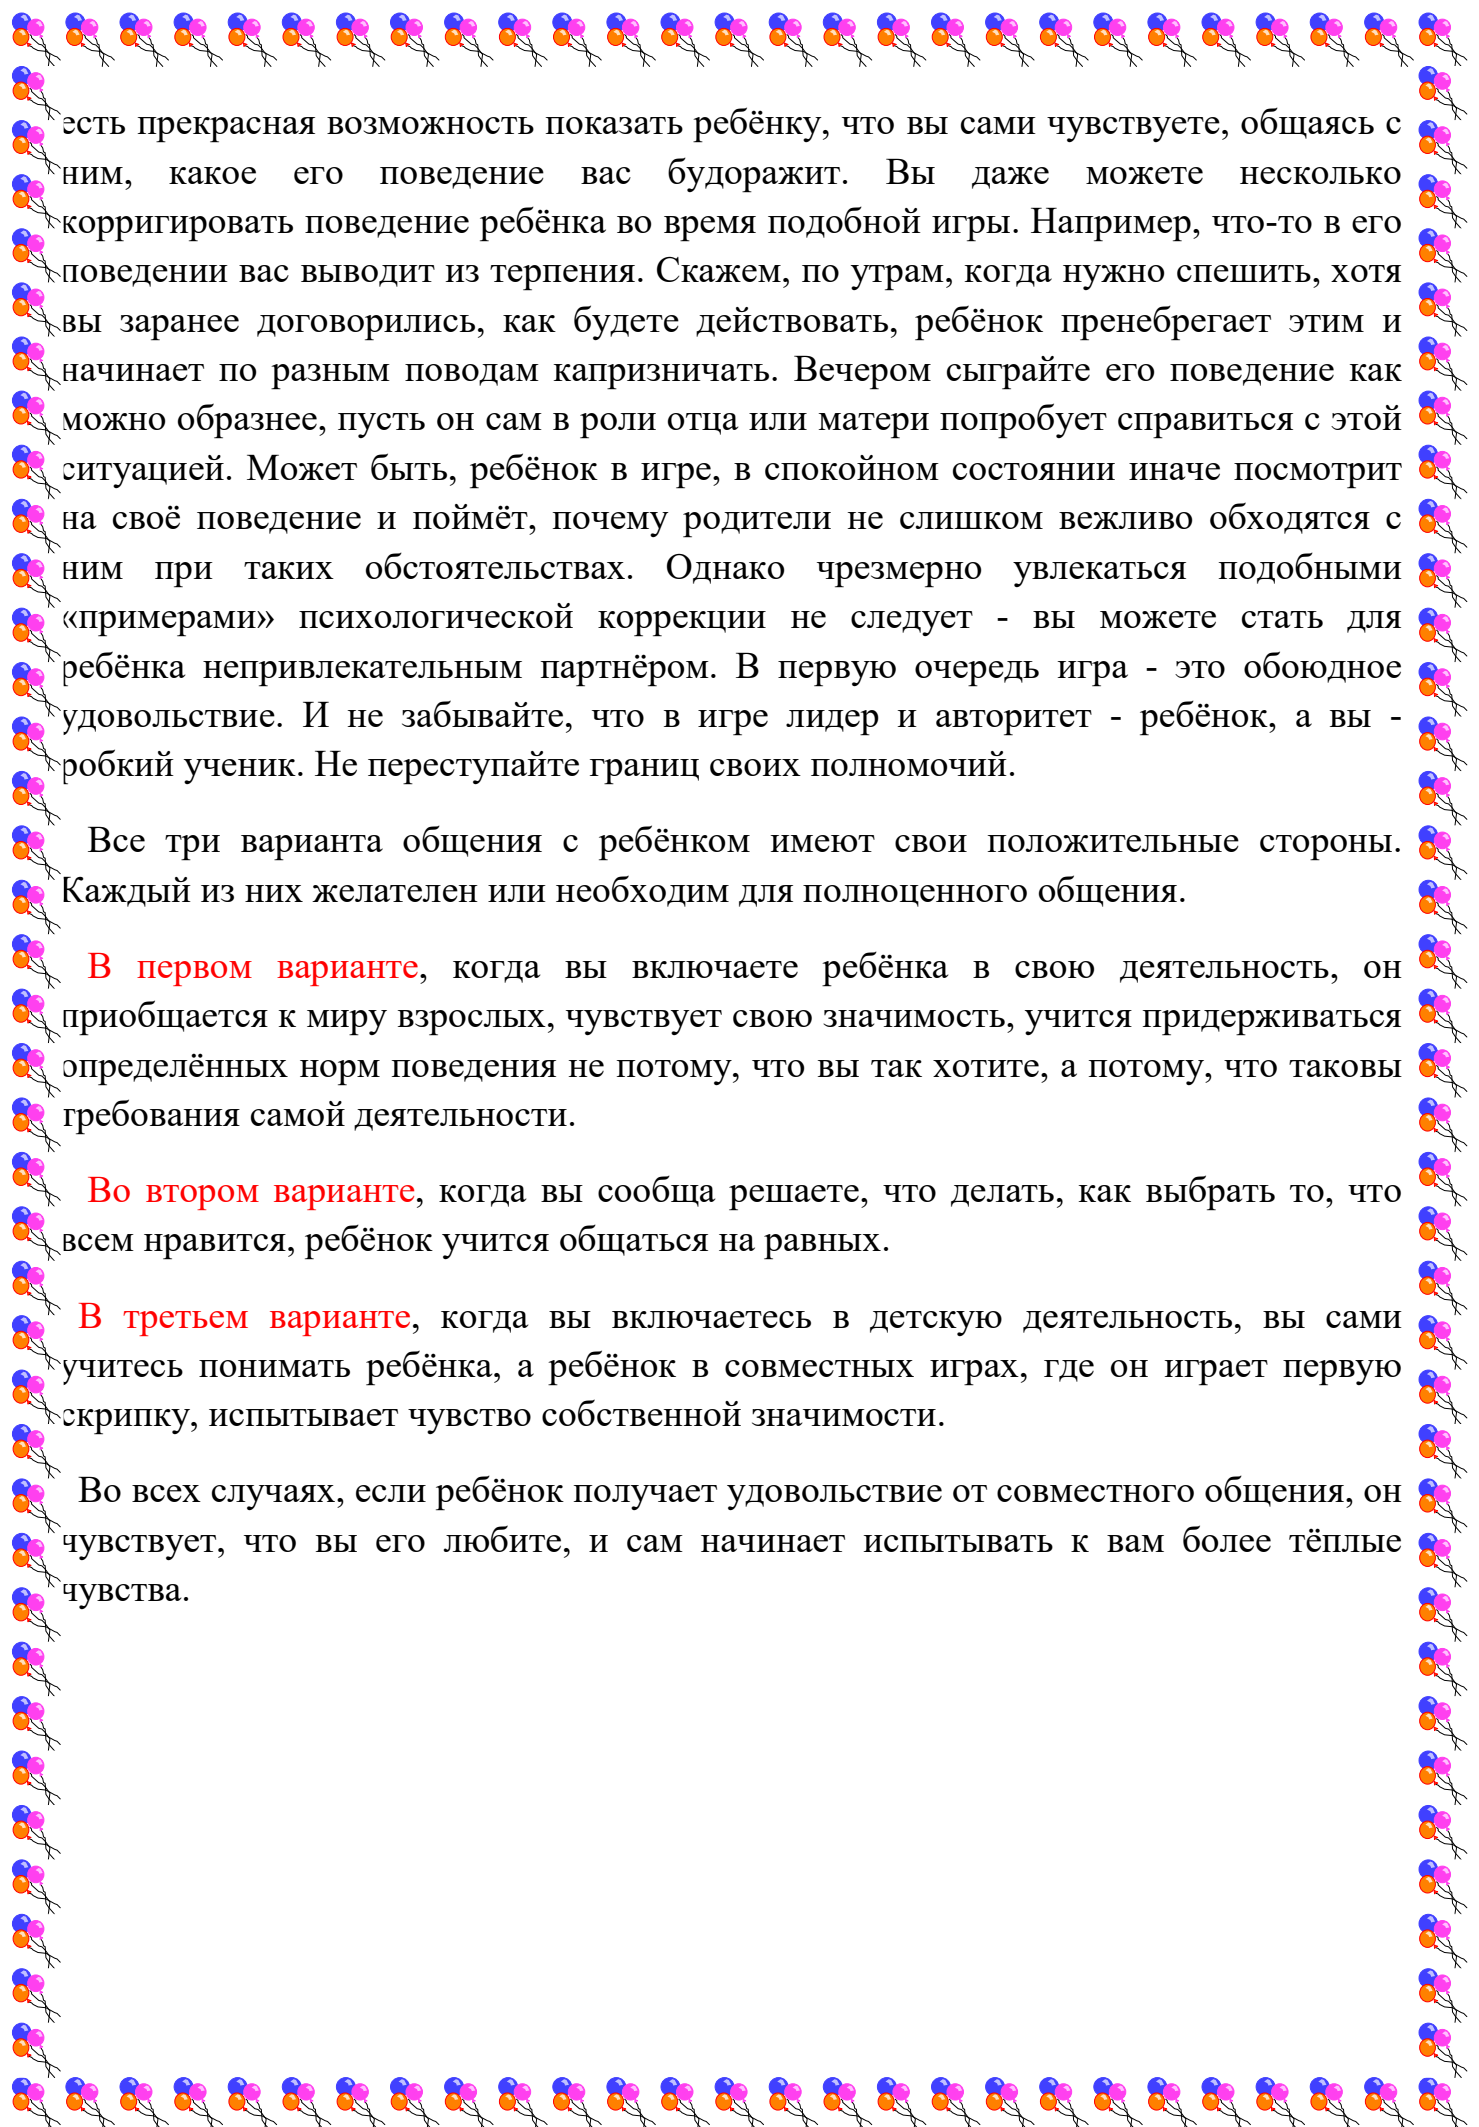 есть прекрасная возможность показать ребёнку, что вы сами чувствуете, общаясь с
ним, какое его поведение вас будоражит. Вы даже можете несколько
корригировать поведение ребёнка во время подобной игры. Например, что-то в его
поведении вас выводит из терпения. Скажем, по утрам, когда нужно спешить, хотя
вы заранее договорились, как будете действовать, ребёнок пренебрегает этим и
начинает по разным поводам капризничать. Вечером сыграйте его поведение как
можно образнее, пусть он сам в роли отца или матери попробует справиться с этой
ситуацией. Может быть, ребёнок в игре, в спокойном состоянии иначе посмотрит
на своё поведение и поймёт, почему родители не слишком вежливо обходятся с
ним при таких обстоятельствах. Однако чрезмерно увлекаться подобными
«примерами» психологической коррекции не следует - вы можете стать для
ребёнка непривлекательным партнёром. В первую очередь игра - это обоюдное
удовольствие. И не забывайте, что в игре лидер и авторитет - ребёнок, а вы -
робкий ученик. Не переступайте границ своих полномочий.
Все три варианта общения с ребёнком имеют свои положительные стороны.
Каждый из них желателен или необходим для полноценного общения.
В первом варианте, когда вы включаете ребёнка в свою деятельность, он
приобщается к миру взрослых, чувствует свою значимость, учится придерживаться
определённых норм поведения не потому, что вы так хотите, а потому, что таковы
требования самой деятельности.
Во втором варианте, когда вы сообща решаете, что делать, как выбрать то, что
всем нравится, ребёнок учится общаться на равных.
В третьем варианте, когда вы включаетесь в детскую деятельность, вы сами
учитесь понимать ребёнка, а ребёнок в совместных играх, где он играет первую
скрипку, испытывает чувство собственной значимости.
Во всех случаях, если ребёнок получает удовольствие от совместного общения, он
чувствует, что вы его любите, и сам начинает испытывать к вам более тёплые
чувства.